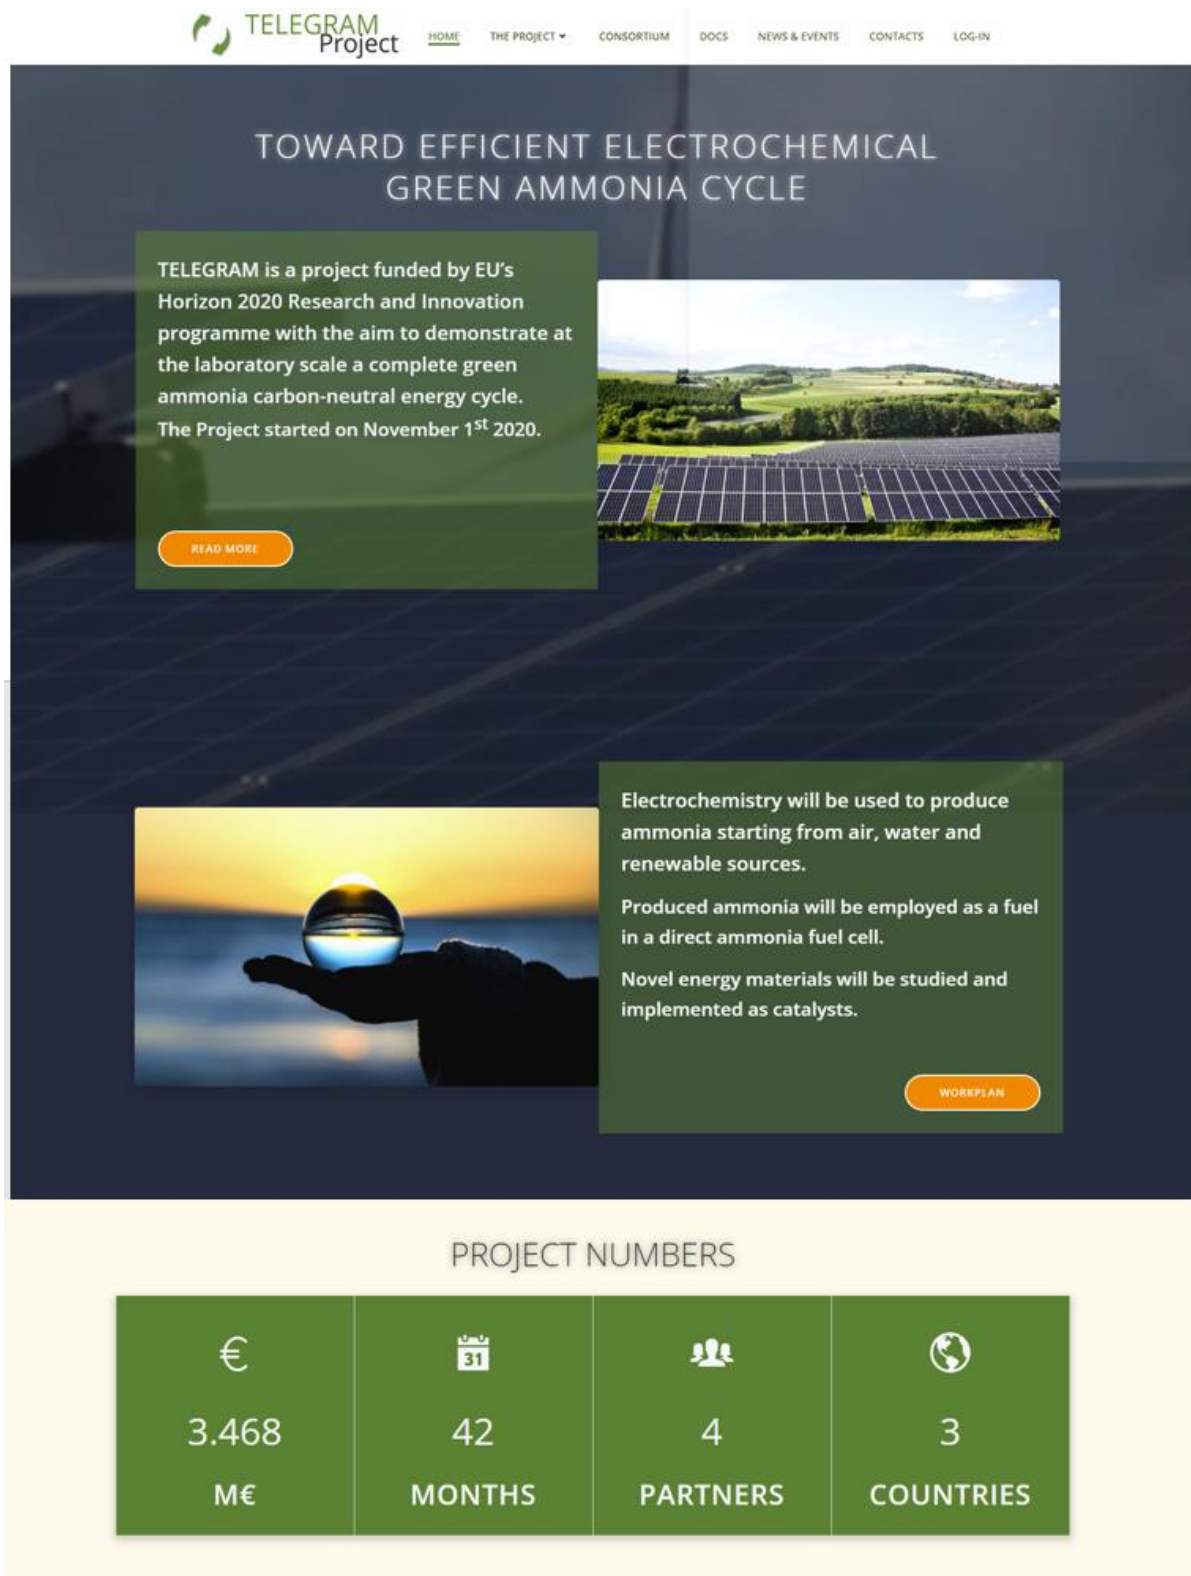 TELEGRAM
Project
HOME THE PROJECT CONSORTIUM DOCS NEWS & EVENTS CONTACTS LOG-IN
TOWARD EFFICIENT ELECTROCHEMICAL
GREEN AMMONIA CYCLE
TELEGRAM is a project funded by EU's
Horizon 2020 Research and Innovation
programme with the aim to demonstrate at
the laboratory scale a complete green
ammonia carbon-neutral energy cycle.
The Project started on November 1st 2020.
READ MORE
Electrochemistry will be used to produce
ammonia starting from air, water and
renewable sources.
Produced ammonia will be employed as a fuel
in a direct ammonia fuel cell.
Novel energy materials will be studied and
implemented as catalysts.
WORKPLAN
PROJECT NUMBERS
€ 31
3.468 42 4 3
M€ MONTHS PARTNERS COUNTRIES